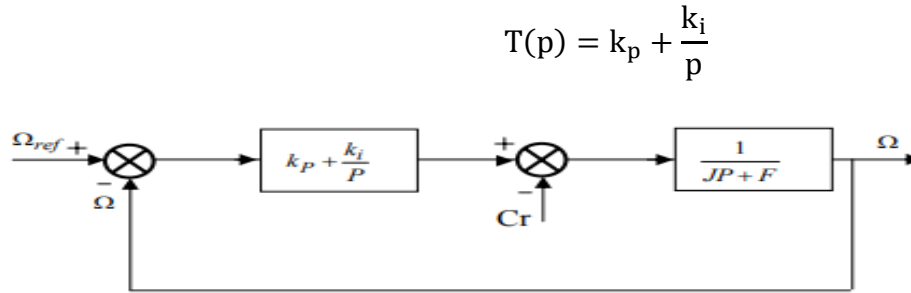 T(p) = k_p + k_i/p
Ω_ref + − Ω
k_P + k_i/P
+ − Cr
1/(JP + F)
Ω